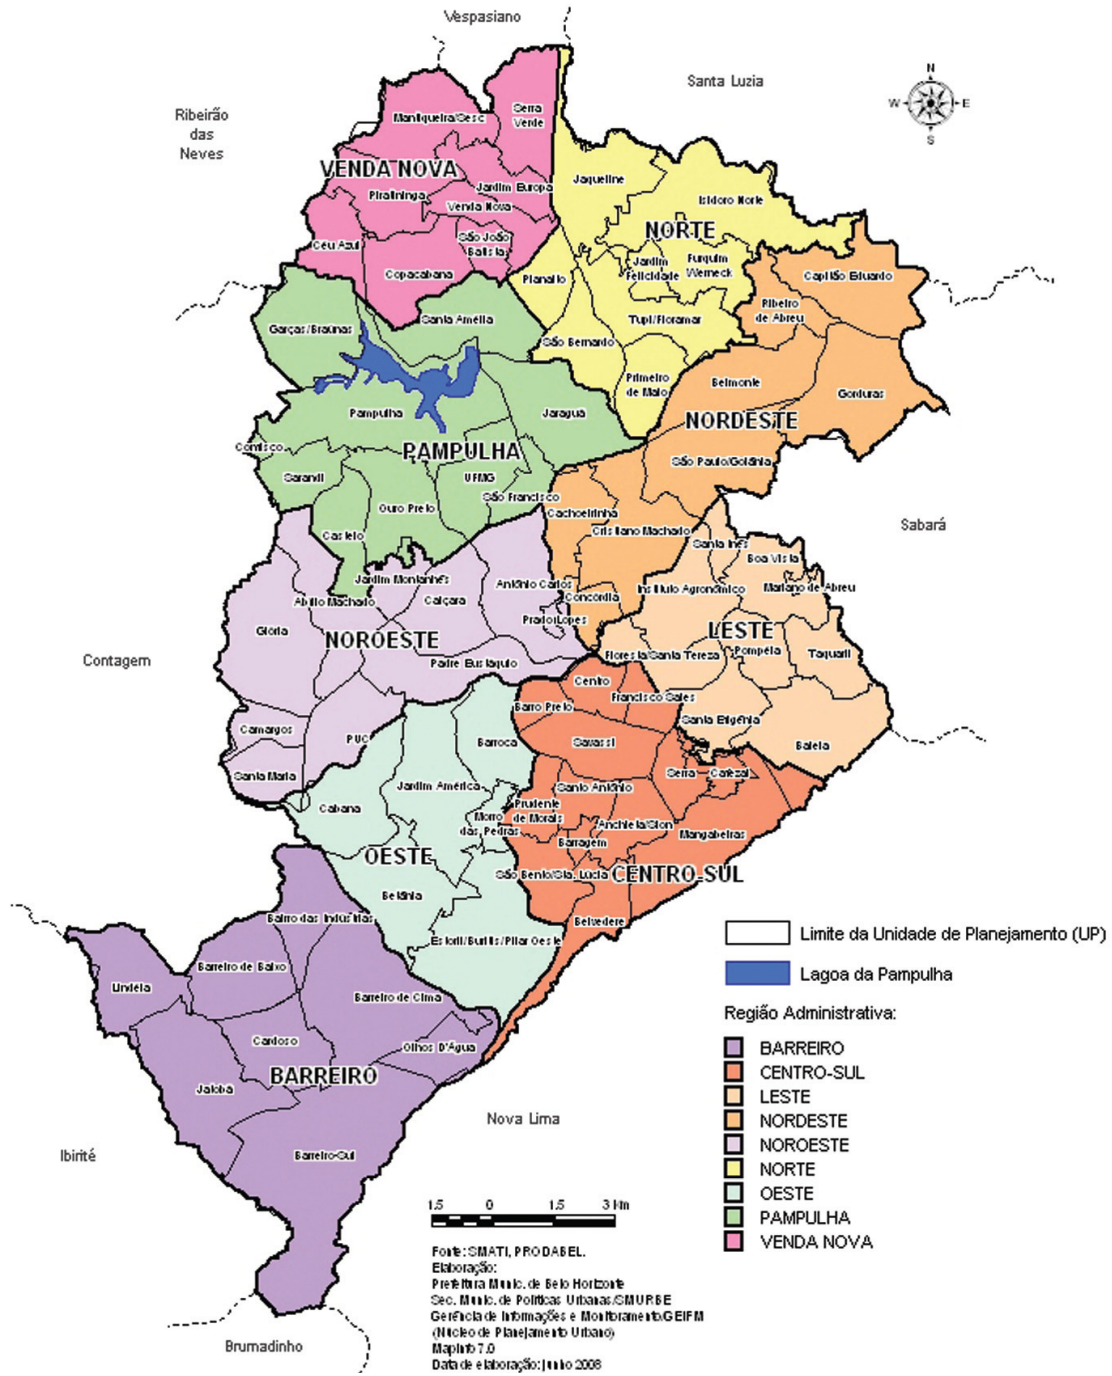 Vespasiano
Santa Luzia
N
W
E
S
Ribeirão
das
Neves
Serra
Verde
Mantiqueira/Sesc
VENDA NOVA
Jaqueline
Piratininga
Jardim Europa
Isidoro Norte
Venda Nova
NORTE
São João
Batista
Céu Azul
Jardim
Felicidade
Furquim
Werneck
Copacabana
Planalto
Capitão Eduardo
Ribeiro
de Abreu
Santa Amélia
Tupi/Floramar
Garças/Braúnas
São Bernardo
Primeiro
de Maio
Belmonte
Gorduras
Pampulha
Jaraguá
NORDESTE
Confisco
PAMPULHA
São Paulo/Goiânia
Sarandi
UFMG
São Francisco
Ouro Preto
Cachoeirinha
Sabará
Castelo
Cristiano Machado
Santa Inês
Boa Vista
Jardim Montanhês
Antônio Carlos
Instituto Agronômico
Mariano de Abreu
Abílio Machado
Caiçara
Concórdia
Prado Lopes
Glória
LESTE
NOROESTE
Contagem
Padre Eustáquio
Floresta/Santa Tereza
Pompéia
Taquaril
Centro
Francisco Sales
Barro Preto
Santa Efigênia
Camargos
PUC
Barroca
Savassi
Baleia
Santa Maria
Serra
Cafezal
Jardim América
Santo Antônio
Cabana
Prudente
de Morais
Morro
das Pedras
Anchieta/Sion
Mangabeiras
Barragem
OESTE
São Bento/Sta. Lúcia
CENTRO-SUL
Betânia
Belvedere
Bairro das Indústrias
Estoril/Buritis/Pilar Oeste
Barreiro de Baixo
Lindéia
Barreiro de Cima
Cardoso
Olhos D'Água
BARREIRO
Jatobá
Nova Lima
Ibirité
Barreiro-Sul
Brumadinho
Limite da Unidade de Planejamento (UP)
Lagoa da Pampulha
Região Administrativa:
BARREIRO
CENTRO-SUL
LESTE
NORDESTE
NOROESTE
NORTE
OESTE
PAMPULHA
VENDA NOVA
1.5 0 1.5 3 km
Fonte: SMATI, PRODABEL.
Elaboração:
Prefeitura Munic. de Belo Horizonte
Sec. Munic. de Políticas Urbanas/SMURBE
Gerência de Informações e Monitoramento/GEIFM
(Núcleo de Planejamento Urbano)
MapInfo 7.0
Data de elaboração: junho 2008